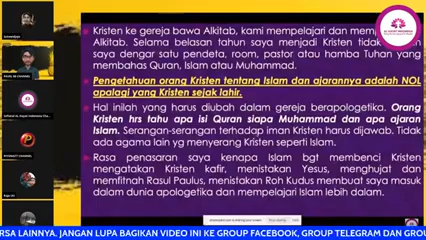 Kristen ke gereja bawa Alkitab, kami mempelajari dan
Alkitab. Selama belasan tahun saya menjadi Kristen tidak
saya dengar satu pendeta, room, pastor atau hamba Tuhan yang
membahas Quran, Islam atau Muhammad.
Pengetahuan orang Kristen tentang Islam dan ajarannya adalah NOL
apalagi yang Kristen sejak lahir.
Hal inilah yang harus diubah dalam gereja berapologetika. Orang
Kristen hrs tahu apa isi Quran siapa Muhammad dan apa ajaran
Islam. Serangan-serangan terhadap iman Kristen harus dijawab. Tidak
ada agama lain yg menyerang Kristen seperti Islam.
Rasa penasaran saya kenapa Islam bgt membenci Kristen
mengatakan Kristen kafir, menistakan Yesus, menghujat dan
memfitnah Rasul Paulus, menistakan Roh Kudus membuat saya masuk
dalam dunia apologetika dan mempelajari Islam lebih dalam.
RSA LAINNYA. JANGAN LUPA BAGIKAN VIDEO INI KE GROUP FACEBOOK, GROUP TELEGRAM DAN GROU